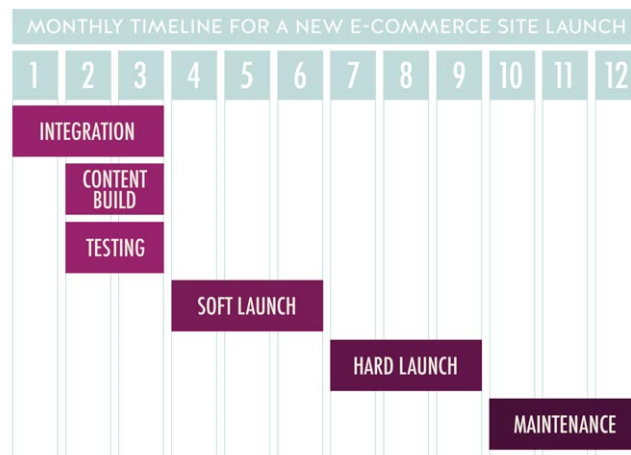 MONTHLY TIMELINE FOR A NEW E-COMMERCE SITE LAUNCH
1 2 3 4 5 6 7 8 9 10 11 12
INTEGRATION
CONTENT
BUILD
TESTING
SOFT LAUNCH
HARD LAUNCH
MAINTENANCE